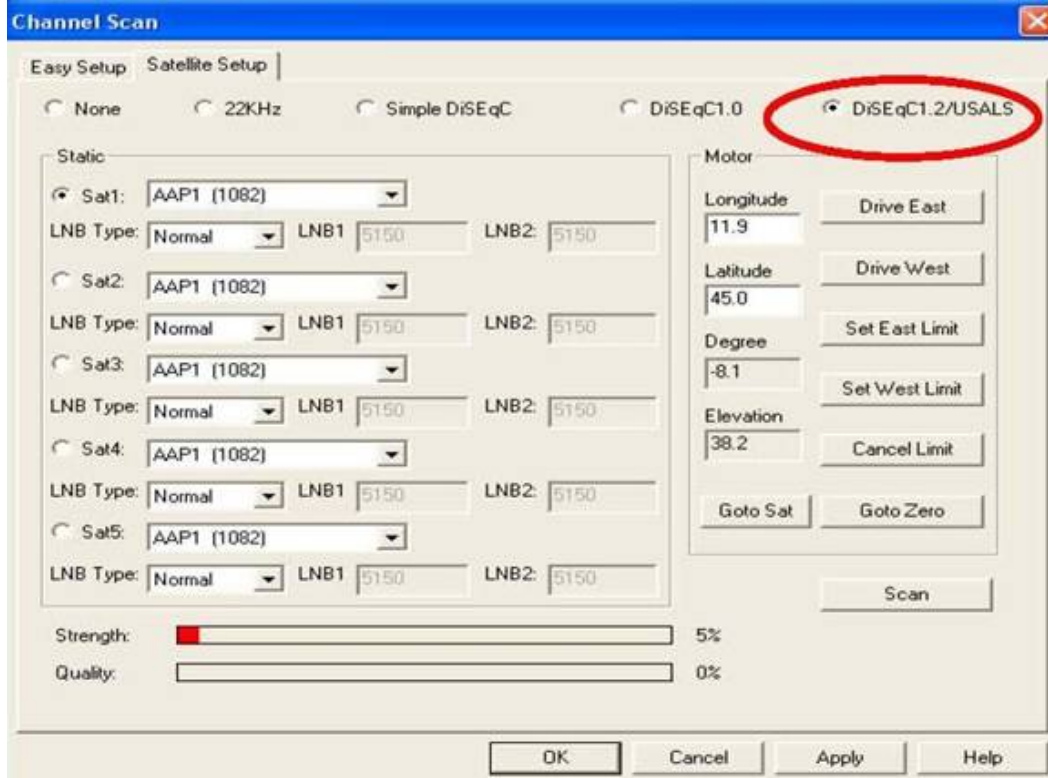 Channel Scan
Easy Setup Satellite Setup
None 22KHz Simple DiSEqC DiSEqC1.0 DiSEqC1.2/USALS
Static
Sat1: AAP1 (1082)
LNB Type: Normal LNB1 5150 LNB2: 5150
Sat2: AAP1 (1082)
LNB Type: Normal LNB1 5150 LNB2: 5150
Sat3: AAP1 (1082)
LNB Type: Normal LNB1 5150 LNB2: 5150
Sat4: AAP1 (1082)
LNB Type: Normal LNB1 5150 LNB2: 5150
Sat5: AAP1 (1082)
LNB Type: Normal LNB1 5150 LNB2: 5150
Motor
Longitude
11.9
Drive East
Latitude
45.0
Drive West
Degree
-8.1
Set East Limit
Elevation
38.2
Set West Limit
Cancel Limit
Goto Sat Goto Zero
Scan
Strength: 5%
Quality: 0%
OK Cancel Apply Help